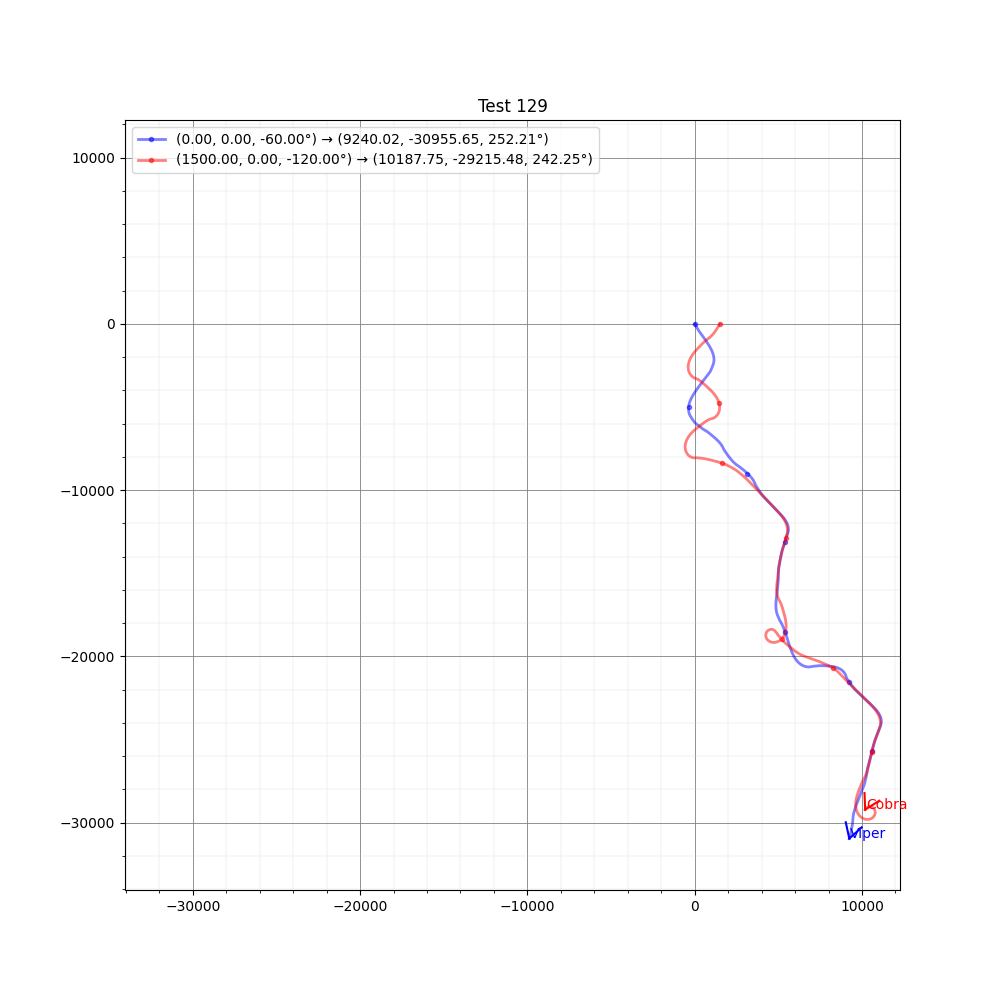 Test 129
(0.00, 0.00, -60.00°) → (9240.02, -30955.65, 252.21°)
(1500.00, 0.00, -120.00°) → (10187.75, -29215.48, 242.25°)
10000
0
−10000
−20000
−30000
Cobra
Viper
−30000
−20000
−10000
0
10000